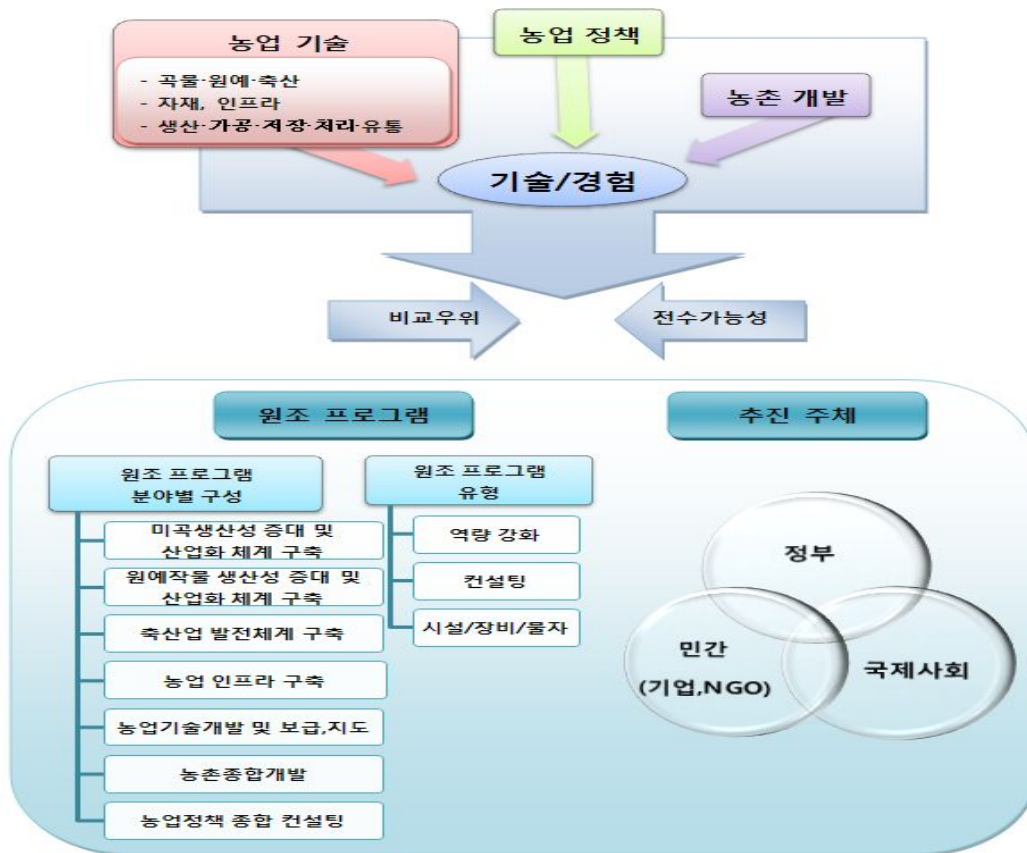 농업 기술
- 곡물·원예·축산
- 자재, 인프라
- 생산·가공·저장·처리·유통
농업 정책
농촌 개발
기술/경험
비교우위
전수가능성
원조 프로그램
원조 프로그램
분야별 구성
미곡생산성 증대 및
산업화 체계 구축
원예작물 생산성 증대 및
산업화 체계 구축
축산업 발전체계 구축
농업 인프라 구축
농업기술개발 및 보급,지도
농촌종합개발
농업정책 종합 컨설팅
원조 프로그램
유형
역량 강화
컨설팅
시설/장비/물자
추진 주체
정부
민간
(기업,NGO)
국제사회